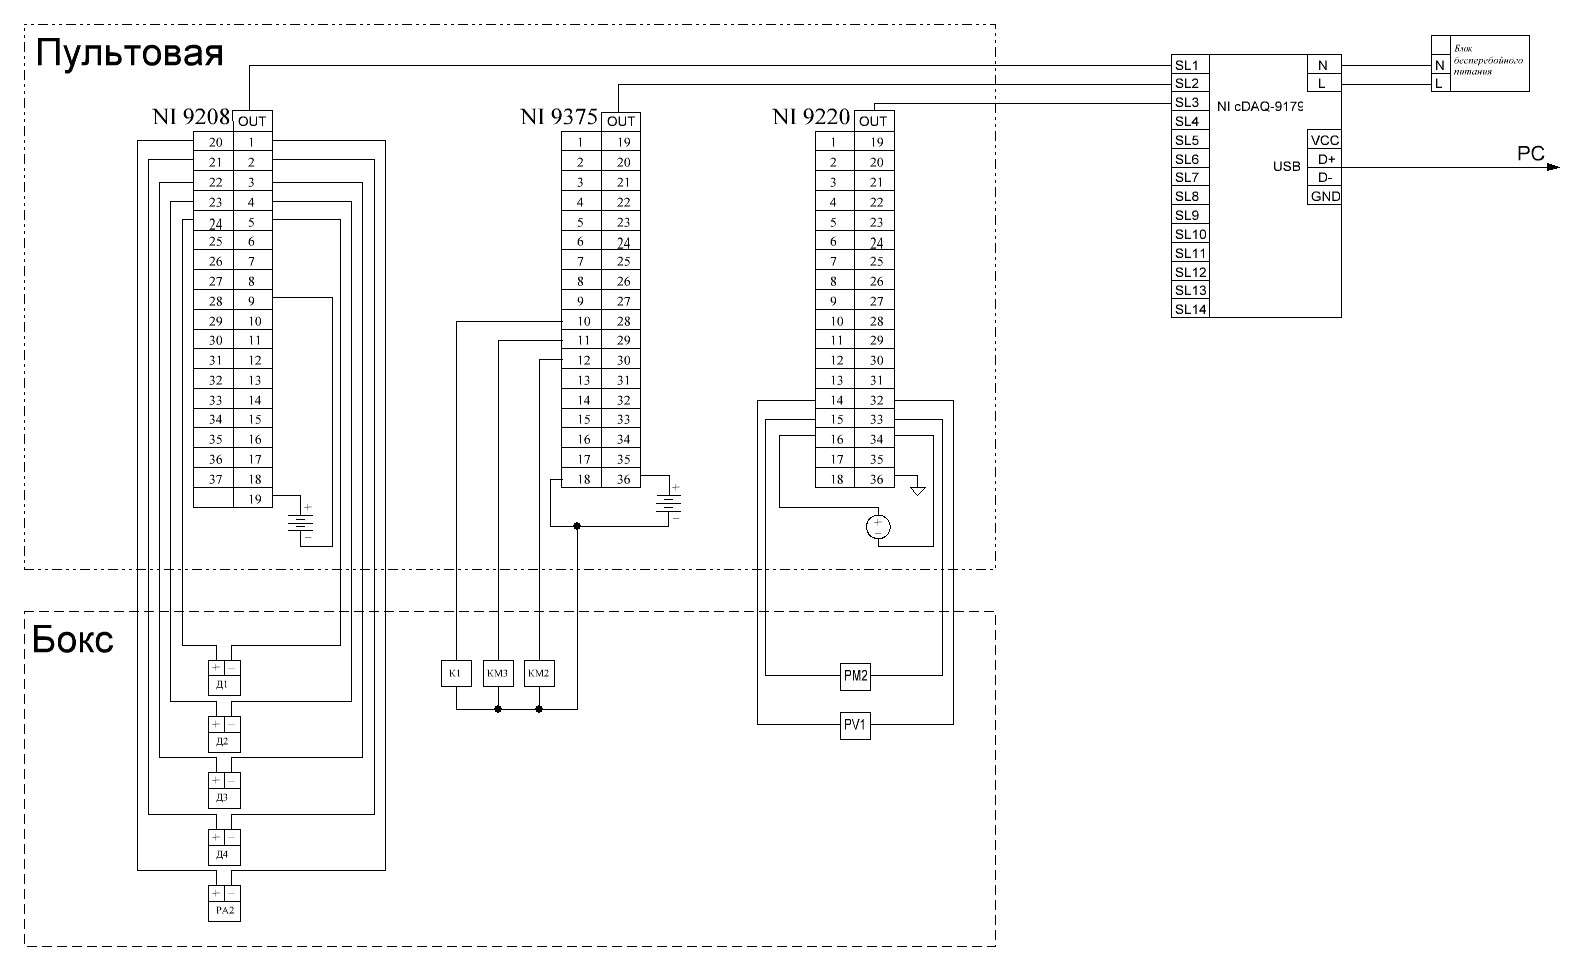 Пультовая
NI 9208
OUT
20 1
21 2
22 3
23 4
24 5
25 6
26 7
27 8
28 9
29 10
30 11
31 12
32 13
33 14
34 15
35 16
36 17
37 18
19
+
−
NI 9375
OUT
1 19
2 20
3 21
4 22
5 23
6 24
7 25
8 26
9 27
10 28
11 29
12 30
13 31
14 32
15 33
16 34
17 35
18 36
+
−
NI 9220
OUT
1 19
2 20
3 21
4 22
5 23
6 24
7 25
8 26
9 27
10 28
11 29
12 30
13 31
14 32
15 33
16 34
17 35
18 36
+
−
SL1
SL2
SL3
SL4
SL5
SL6
SL7
SL8
SL9
SL10
SL11
SL12
SL13
SL14
NI cDAQ-9179
N
L
USB
VCC
D+
D-
GND
N
L
Блок
бесперебойного
питания
PC
Бокс
+ −
Д1
+ −
Д2
+ −
Д3
+ −
Д4
+ −
PA2
К1
КМ3
КМ2
PM2
PV1